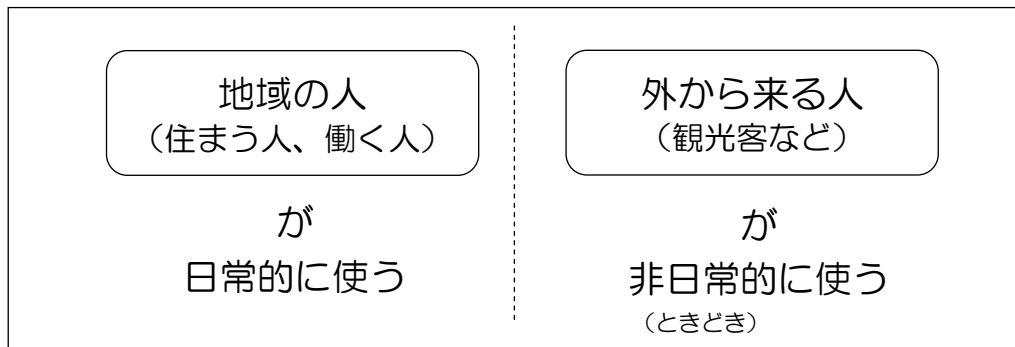 地域の人
（住まう人、働く人）
が
日常的に使う
外から来る人
（観光客など）
が
非日常的に使う
（ときどき）